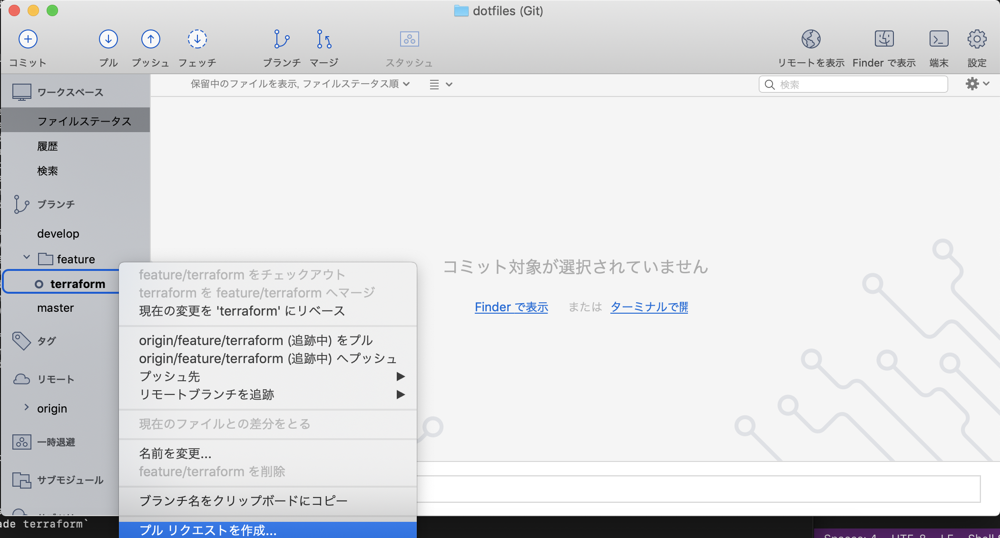 dotfiles (Git)
コミット
プル
プッシュ
フェッチ
ブランチ
マージ
スタッシュ
リモートを表示
Finder で表示
端末
設定
保留中のファイルを表示, ファイルステータス順
検索
ワークスペース
ファイルステータス
履歴
検索
ブランチ
develop
feature
terraform
master
タグ
リモート
origin
一時退避
サブモジュール
feature/terraform をチェックアウト
terraform を feature/terraform へマージ
現在の変更を 'terraform' にリベース
origin/feature/terraform (追跡中) をプル
origin/feature/terraform (追跡中) へプッシュ
プッシュ先
リモートブランチを追跡
現在のファイルとの差分をとる
名前を変更...
feature/terraform を削除
ブランチ名をクリップボードにコピー
プル リクエストを作成...
コミット対象が選択されていません
Finder で表示 または ターミナルで開
ade terraform`
Spaces: 4 UTF-8 LF